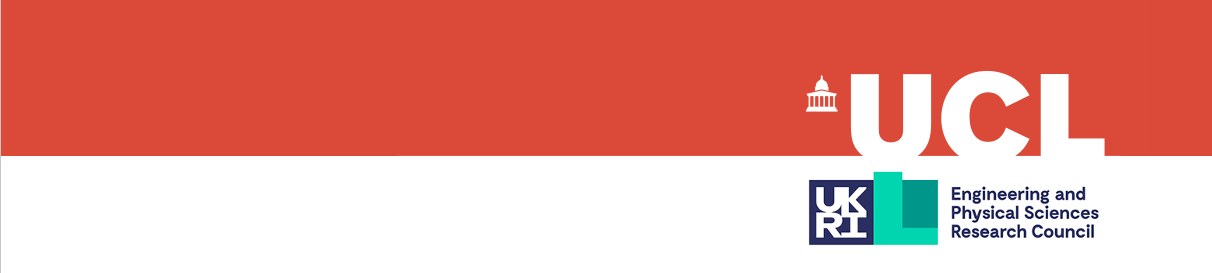 UCL
UK
RI
Engineering and
Physical Sciences
Research Council